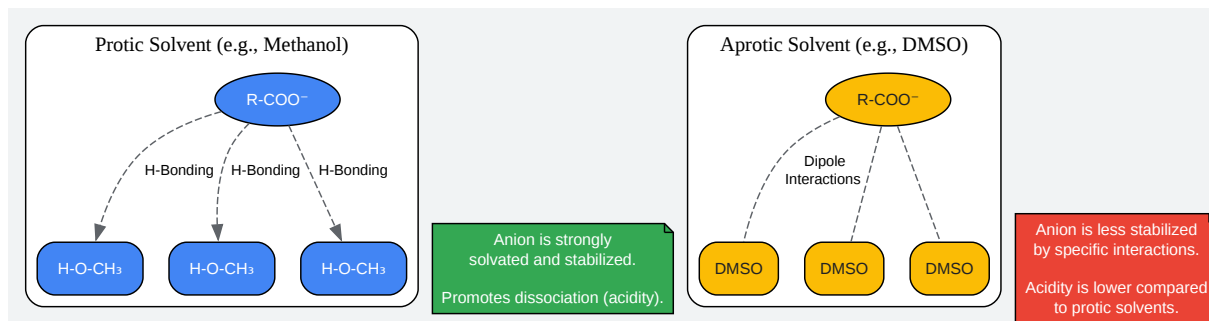 Protic Solvent (e.g., Methanol)
R-COO⁻
H-Bonding
H-Bonding
H-Bonding
H-O-CH₃
H-O-CH₃
H-O-CH₃
Anion is strongly
solvated and stabilized.
Promotes dissociation (acidity).
Aprotic Solvent (e.g., DMSO)
R-COO⁻
Dipole
Interactions
DMSO
DMSO
DMSO
Anion is less stabilized
by specific interactions.
Acidity is lower compared
to protic solvents.